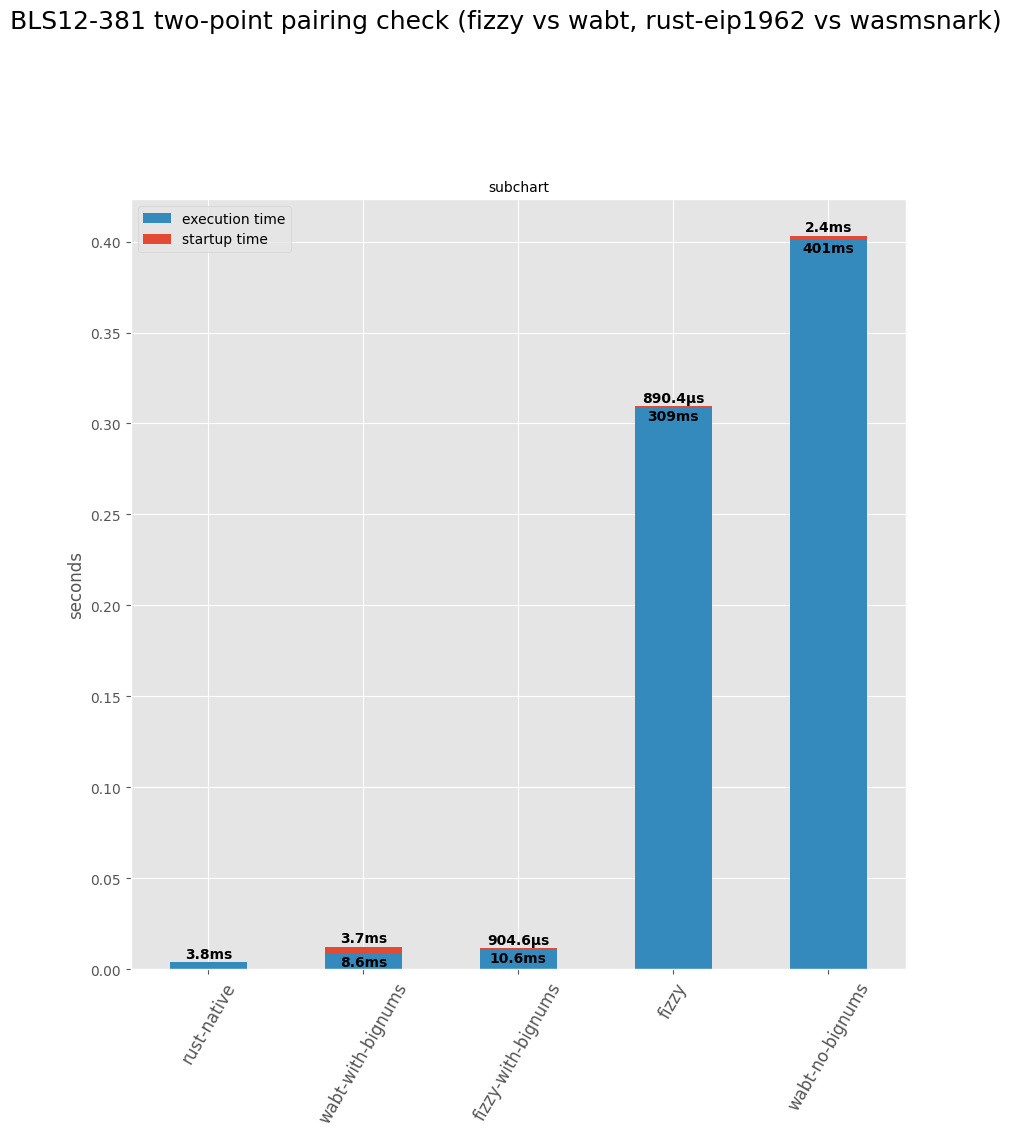 BLS12-381 two-point pairing check (fizzy vs wabt, rust-eip1962 vs wasmsnark)
subchart
execution time
startup time
seconds
0.40
0.35
0.30
0.25
0.20
0.15
0.10
0.05
0.00
3.8ms
3.7ms
8.6ms
904.6µs
10.6ms
890.4µs
309ms
2.4ms
401ms
rust-native
wabt-with-bignums
fizzy-with-bignums
fizzy
wabt-no-bignums